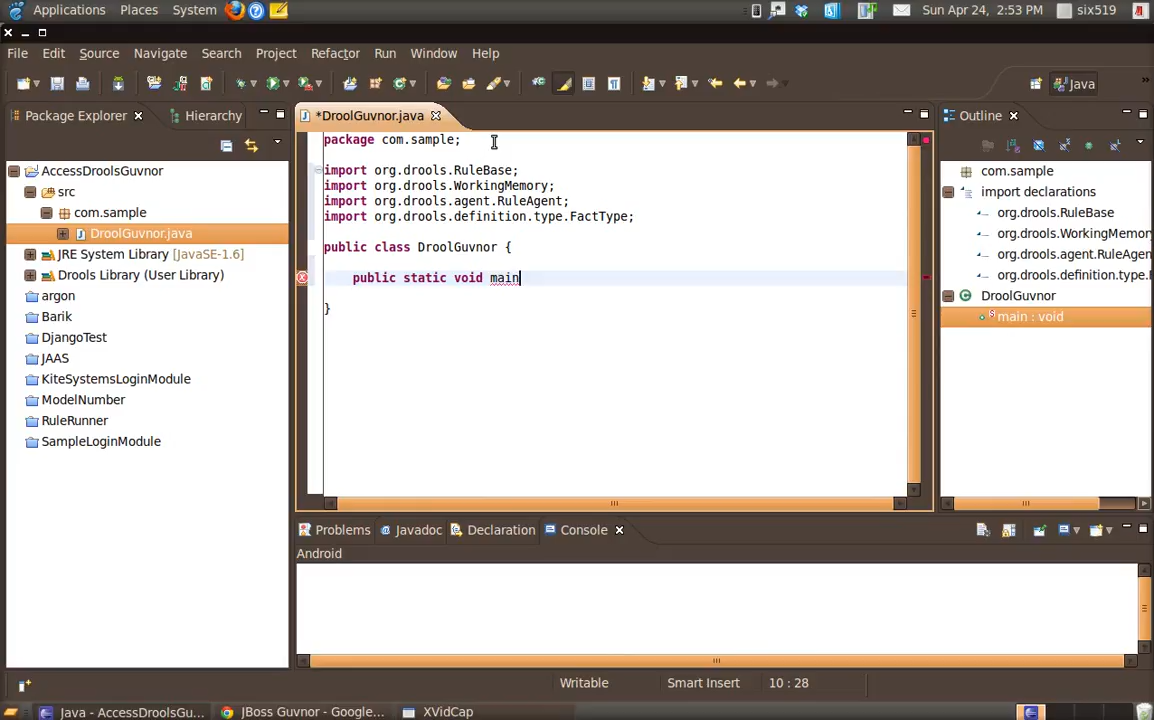 Applications Places System Sun Apr 24, 2:53 PM six519
File Edit Source Navigate Search Project Refactor Run Window Help
Java »
Package Explorer Hierarchy *DroolGuvnor.java Outline
AccessDroolsGuvnor
src
com.sample
DroolGuvnor.java
JRE System Library [JavaSE-1.6]
Drools Library (User Library)
argon
Barik
DjangoTest
JAAS
KiteSystemsLoginModule
ModelNumber
RuleRunner
SampleLoginModule
package com.sample;
import org.drools.RuleBase;
import org.drools.WorkingMemory;
import org.drools.agent.RuleAgent;
import org.drools.definition.type.FactType;
public class DroolGuvnor {
public static void main
}
com.sample
import declarations
org.drools.RuleBase
org.drools.WorkingMemory
org.drools.agent.RuleAgen
org.drools.definition.type.F
DroolGuvnor
S main : void
Problems @ Javadoc Declaration Console
Android
Writable Smart Insert 10 : 28
Java - AccessDroolsGu... JBoss Guvnor - Google... XVidCap